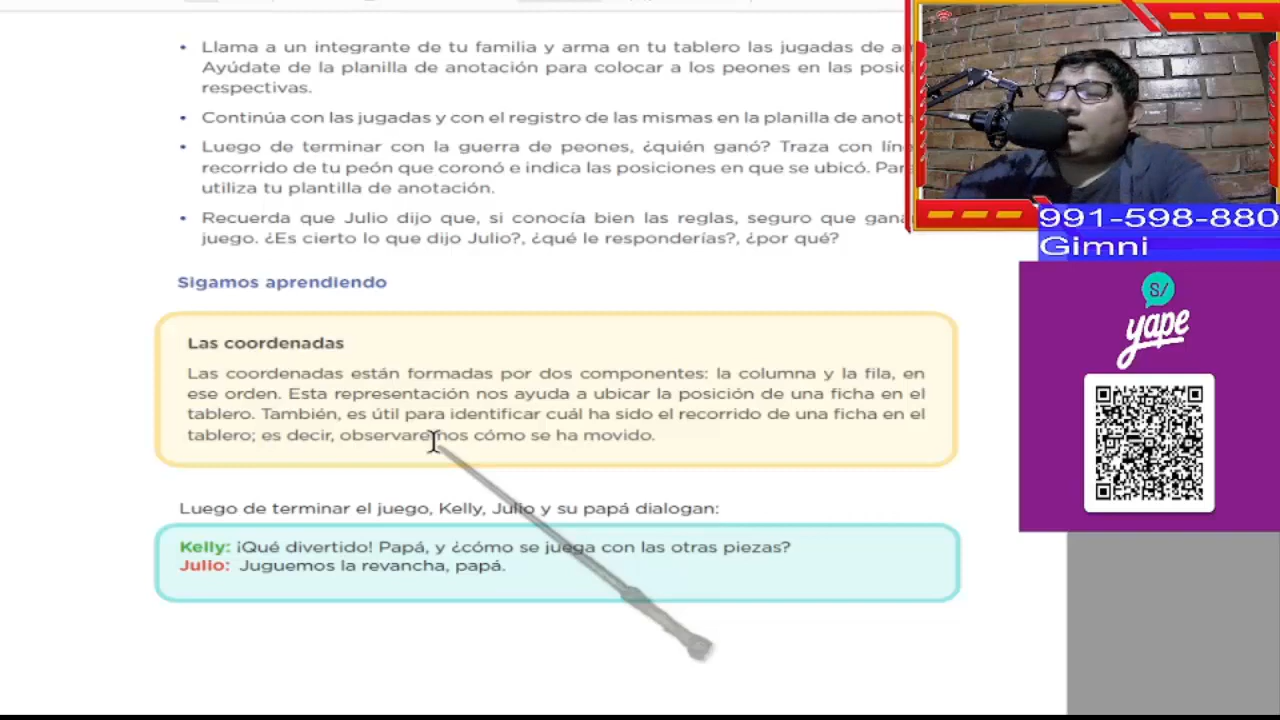 Llama a un integrante de tu familia y arma en tu tablero las jugadas de
Ayúdate de la planilla de anotación para colocar a los peones en las
respectivas.
Continúa con las jugadas y con el registro de las mismas en la planilla de
Luego de terminar con la guerra de peones, ¿quién ganó? Traza con
recorrido de tu peón que coronó e indica las posiciones en que se ubicó.
utiliza tu plantilla de anotación.
Recuerda que Julio dijo que, si conocía bien las reglas, seguro que
juego. ¿Es cierto lo que dijo Julio?, ¿qué le responderías?, ¿por qué?
Sigamos aprendiendo
Las coordenadas
Las coordenadas están formadas por dos componentes: la columna y la fila, en
ese orden. Esta representación nos ayuda a ubicar la posición de una ficha en el
tablero. También, es útil para identificar cuál ha sido el recorrido de una ficha en el
tablero; es decir, observaremos cómo se ha movido.
Luego de terminar el juego, Kelly, Julio y su papá dialogan:
Kelly: ¡Qué divertido! Papá, y ¿cómo se juega con las otras piezas?
Julio: Juguemos la revancha, papá.
991-598-880
Gimni
S/
yape